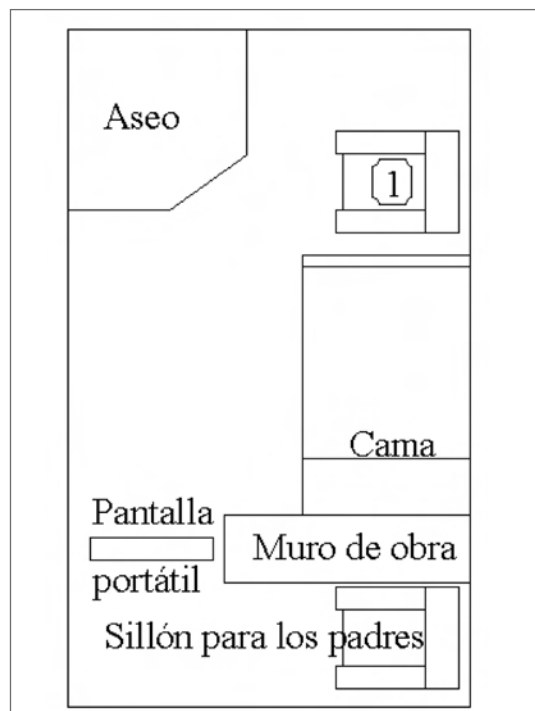 Aseo
1
Cama
Pantalla
portátil
Muro de obra
Sillón para los padres